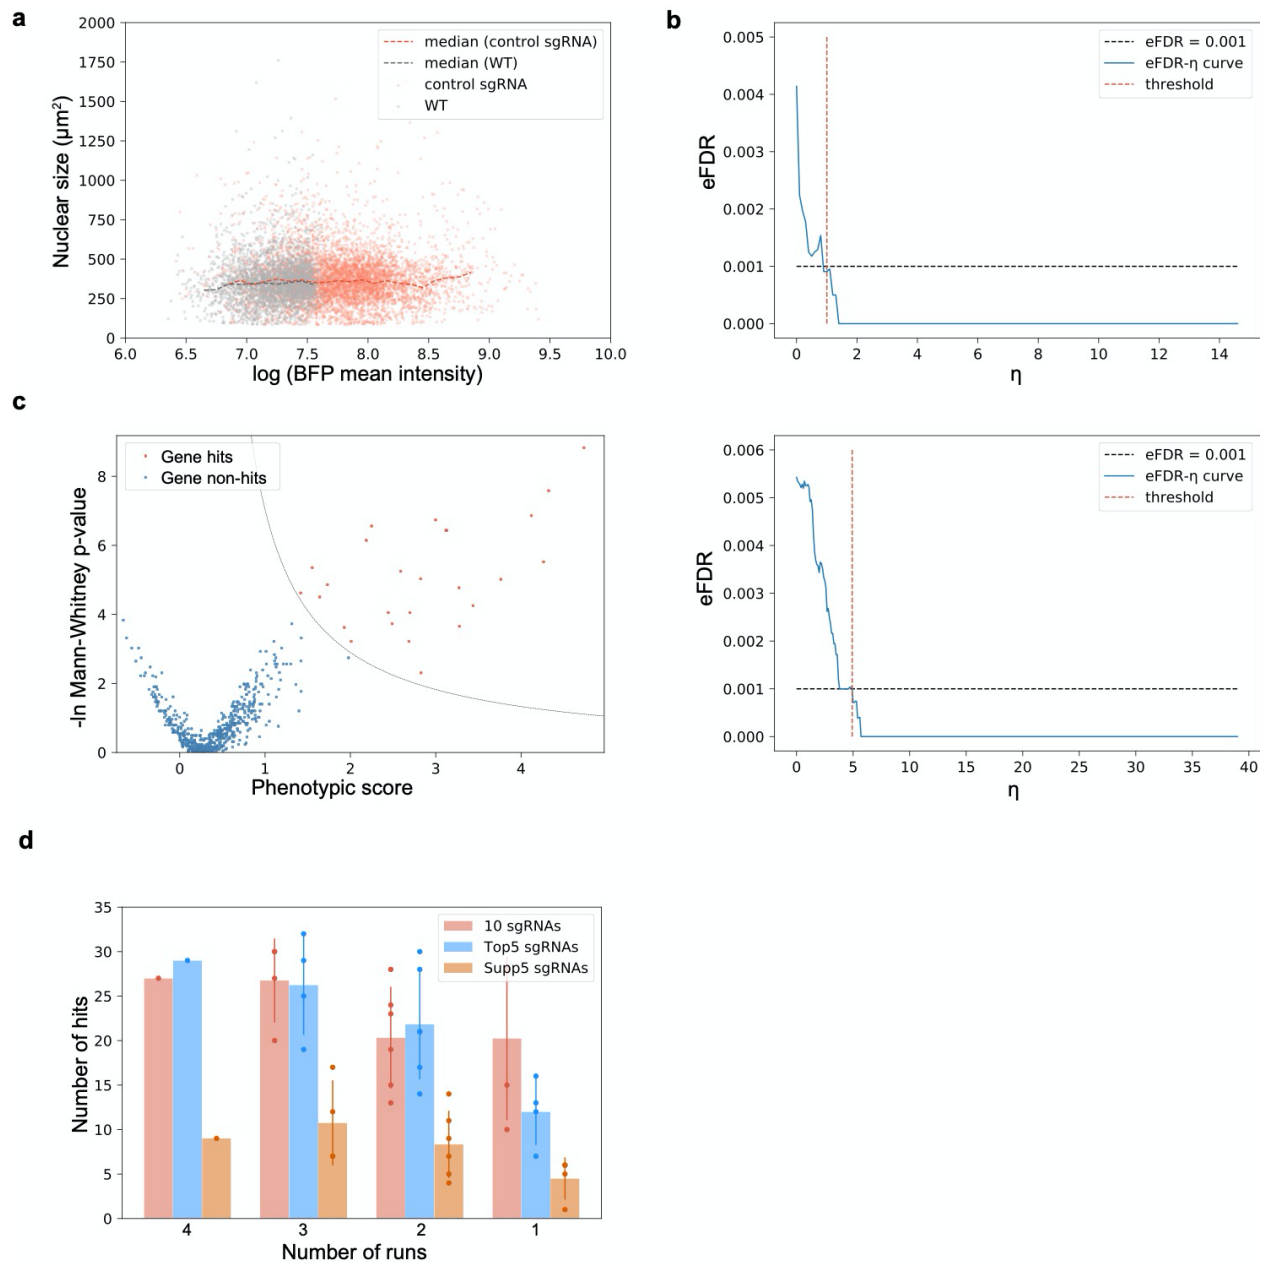 a
2000
1750
1500
1250
1000
750
500
250
0
Nuclear size (µm²)
median (control sgRNA)
median (WT)
control sgRNA
WT
6.0 6.5 7.0 7.5 8.0 8.5 9.0 9.5 10.0
log (BFP mean intensity)
b
0.005
0.004
0.003
0.002
0.001
0.000
eFDR
eFDR = 0.001
eFDR-η curve
threshold
0 2 4 6 8 10 12 14
η
c
8
6
4
2
0
-ln Mann-Whitney p-value
Gene hits
Gene non-hits
0 1 2 3 4
Phenotypic score
0.006
0.005
0.004
0.003
0.002
0.001
0.000
eFDR
eFDR = 0.001
eFDR-η curve
threshold
0 5 10 15 20 25 30 35 40
η
d
35
30
25
20
15
10
5
0
Number of hits
10 sgRNAs
Top5 sgRNAs
Supp5 sgRNAs
4 3 2 1
Number of runs